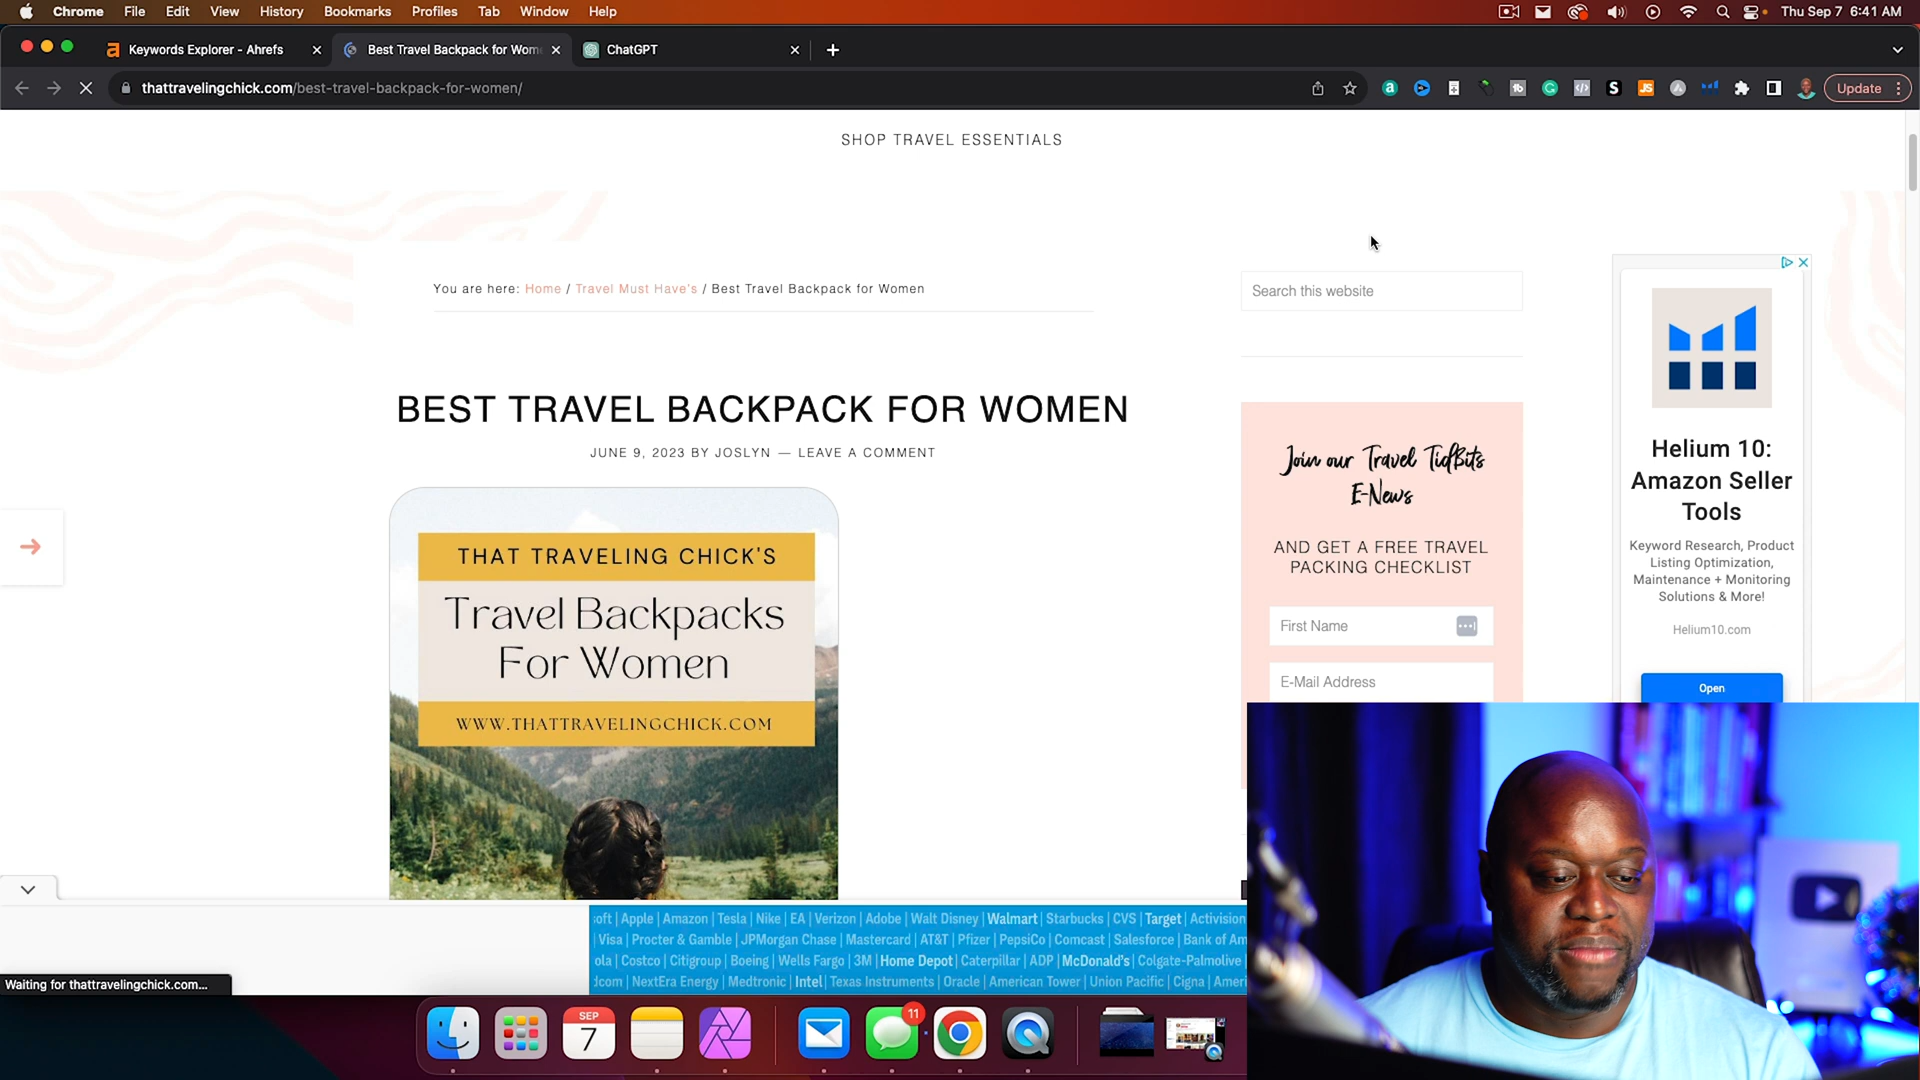 Chrome File Edit View History Bookmarks Profiles Tab Window Help Thu Sep 7 6:41 AM
Keywords Explorer - Ahrefs Best Travel Backpack for Wom ChatGPT
thattravelingchick.com/best-travel-backpack-for-women/ Update
SHOP TRAVEL ESSENTIALS
You are here: Home / Travel Must Have's / Best Travel Backpack for Women
Search this website
BEST TRAVEL BACKPACK FOR WOMEN
JUNE 9, 2023 BY JOSLYN — LEAVE A COMMENT
THAT TRAVELING CHICK'S
Travel Backpacks
For Women
WWW.THATTRAVELINGCHICK.COM
Join our Travel TidBits
E-News
AND GET A FREE TRAVEL
PACKING CHECKLIST
First Name
E-Mail Address
Helium 10:
Amazon Seller
Tools
Keyword Research, Product
Listing Optimization,
Maintenance + Monitoring
Solutions & More!
Helium10.com
Open
oft | Apple | Amazon | Tesla | Nike | EA | Verizon | Adobe | Walt Disney | Walmart | Starbucks | CVS | Target | Activision
Visa | Procter & Gamble | JPMorgan Chase | Mastercard | AT&T | Pfizer | PepsiCo | Comcast | Salesforce | Bank of Am
ola | Costco | Citigroup | Boeing | Wells Fargo | 3M | Home Depot | Caterpillar | ADP | McDonald's | Colgate-Palmolive
com | NextEra Energy | Medtronic | Intel | Texas Instruments | Oracle | American Tower | Union Pacific | Cigna | Ameri
Waiting for thattravelingchick.com...
SEP
7
11